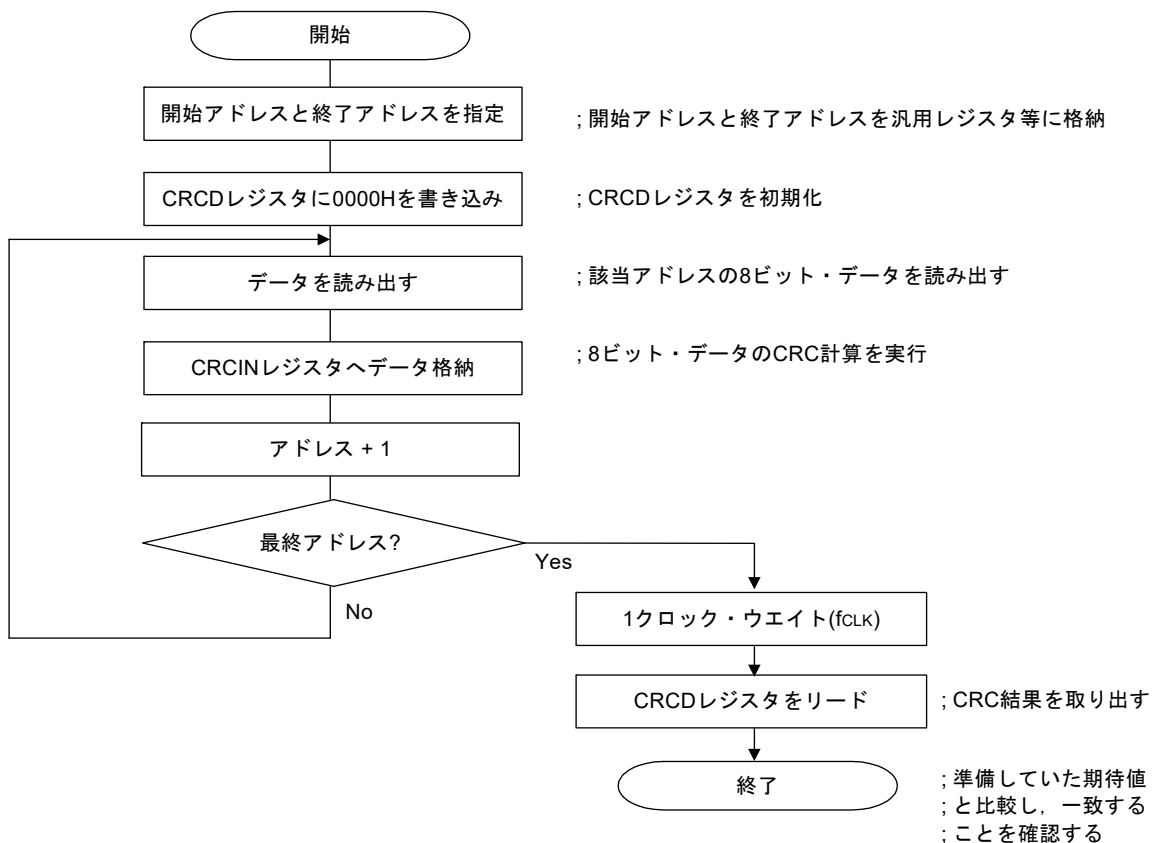 開始
開始アドレスと終了アドレスを指定
; 開始アドレスと終了アドレスを汎用レジスタ等に格納
CRCDレジスタに0000Hを書き込み
; CRCDレジスタを初期化
データを読み出す
; 該当アドレスの8ビット・データを読み出す
CRCINレジスタへデータ格納
; 8ビット・データのCRC計算を実行
アドレス + 1
最終アドレス?
Yes
No
1クロック・ウエイト(fCLK)
CRCDレジスタをリード
; CRC結果を取り出す
終了
; 準備していた期待値
; と比較し，一致する
; ことを確認する